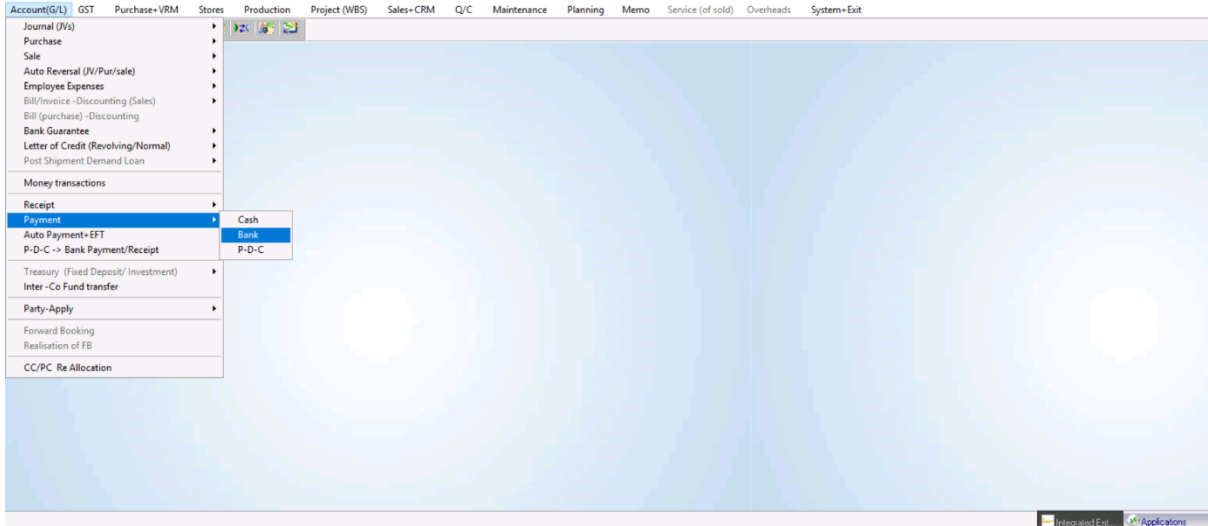 Account(G/L) GST Purchase+VRM Stores Production Project (WBS) Sales+CRM Q/C Maintenance Planning Memo Service (of sold) Overheads System+Exit
Journal (JVs)
Purchase
Sale
Auto Reversal (JV/Pur/sale)
Employee Expenses
Bill/Invoice -Discounting (Sales)
Bill (purchase) -Discounting
Bank Guarantee
Letter of Credit (Revolving/Normal)
Post Shipment Demand Loan
Money transactions
Receipt
Payment
Cash
Auto Payment+EFT
Bank
P-D-C -> Bank Payment/Receipt
P-D-C
Treasury (Fixed Deposit/ Investment)
Inter -Co Fund transfer
Party-Apply
Forward Booking
Realisation of FB
CC/PC Re Allocation
Integrated Ent... Applications